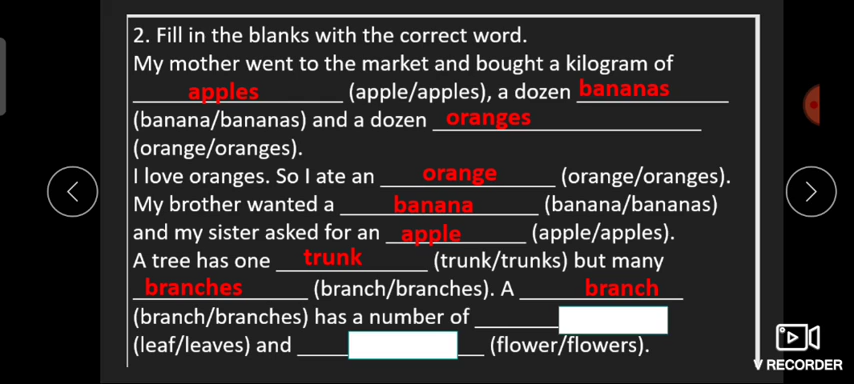 2. Fill in the blanks with the correct word.
My mother went to the market and bought a kilogram of
apples (apple/apples), a dozen bananas
(banana/bananas) and a dozen oranges
(orange/oranges).
I love oranges. So I ate an orange (orange/oranges).
My brother wanted a banana (banana/bananas)
and my sister asked for an apple (apple/apples).
A tree has one trunk (trunk/trunks) but many
branches (branch/branches). A branch
(branch/branches) has a number of
(leaf/leaves) and (flower/flowers).
V RECORDER